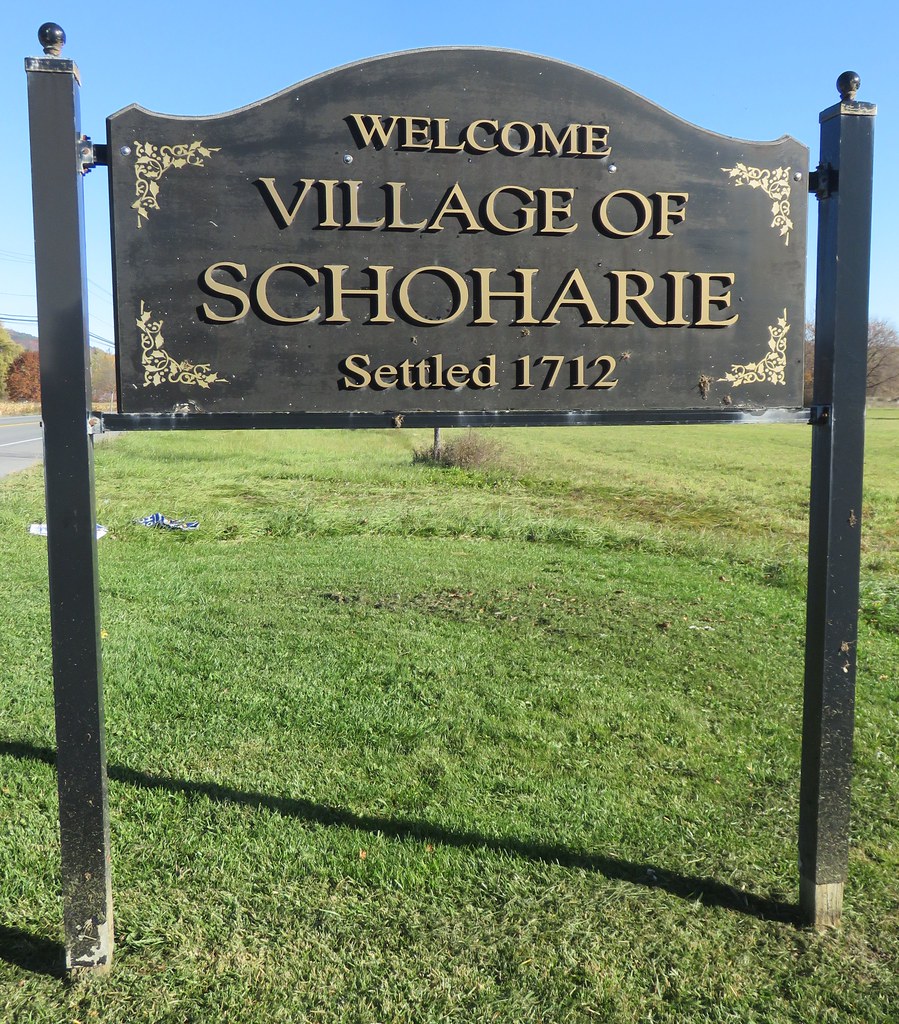 WELCOME
VILLAGE OF
SCHOHARIE
Settled 1712